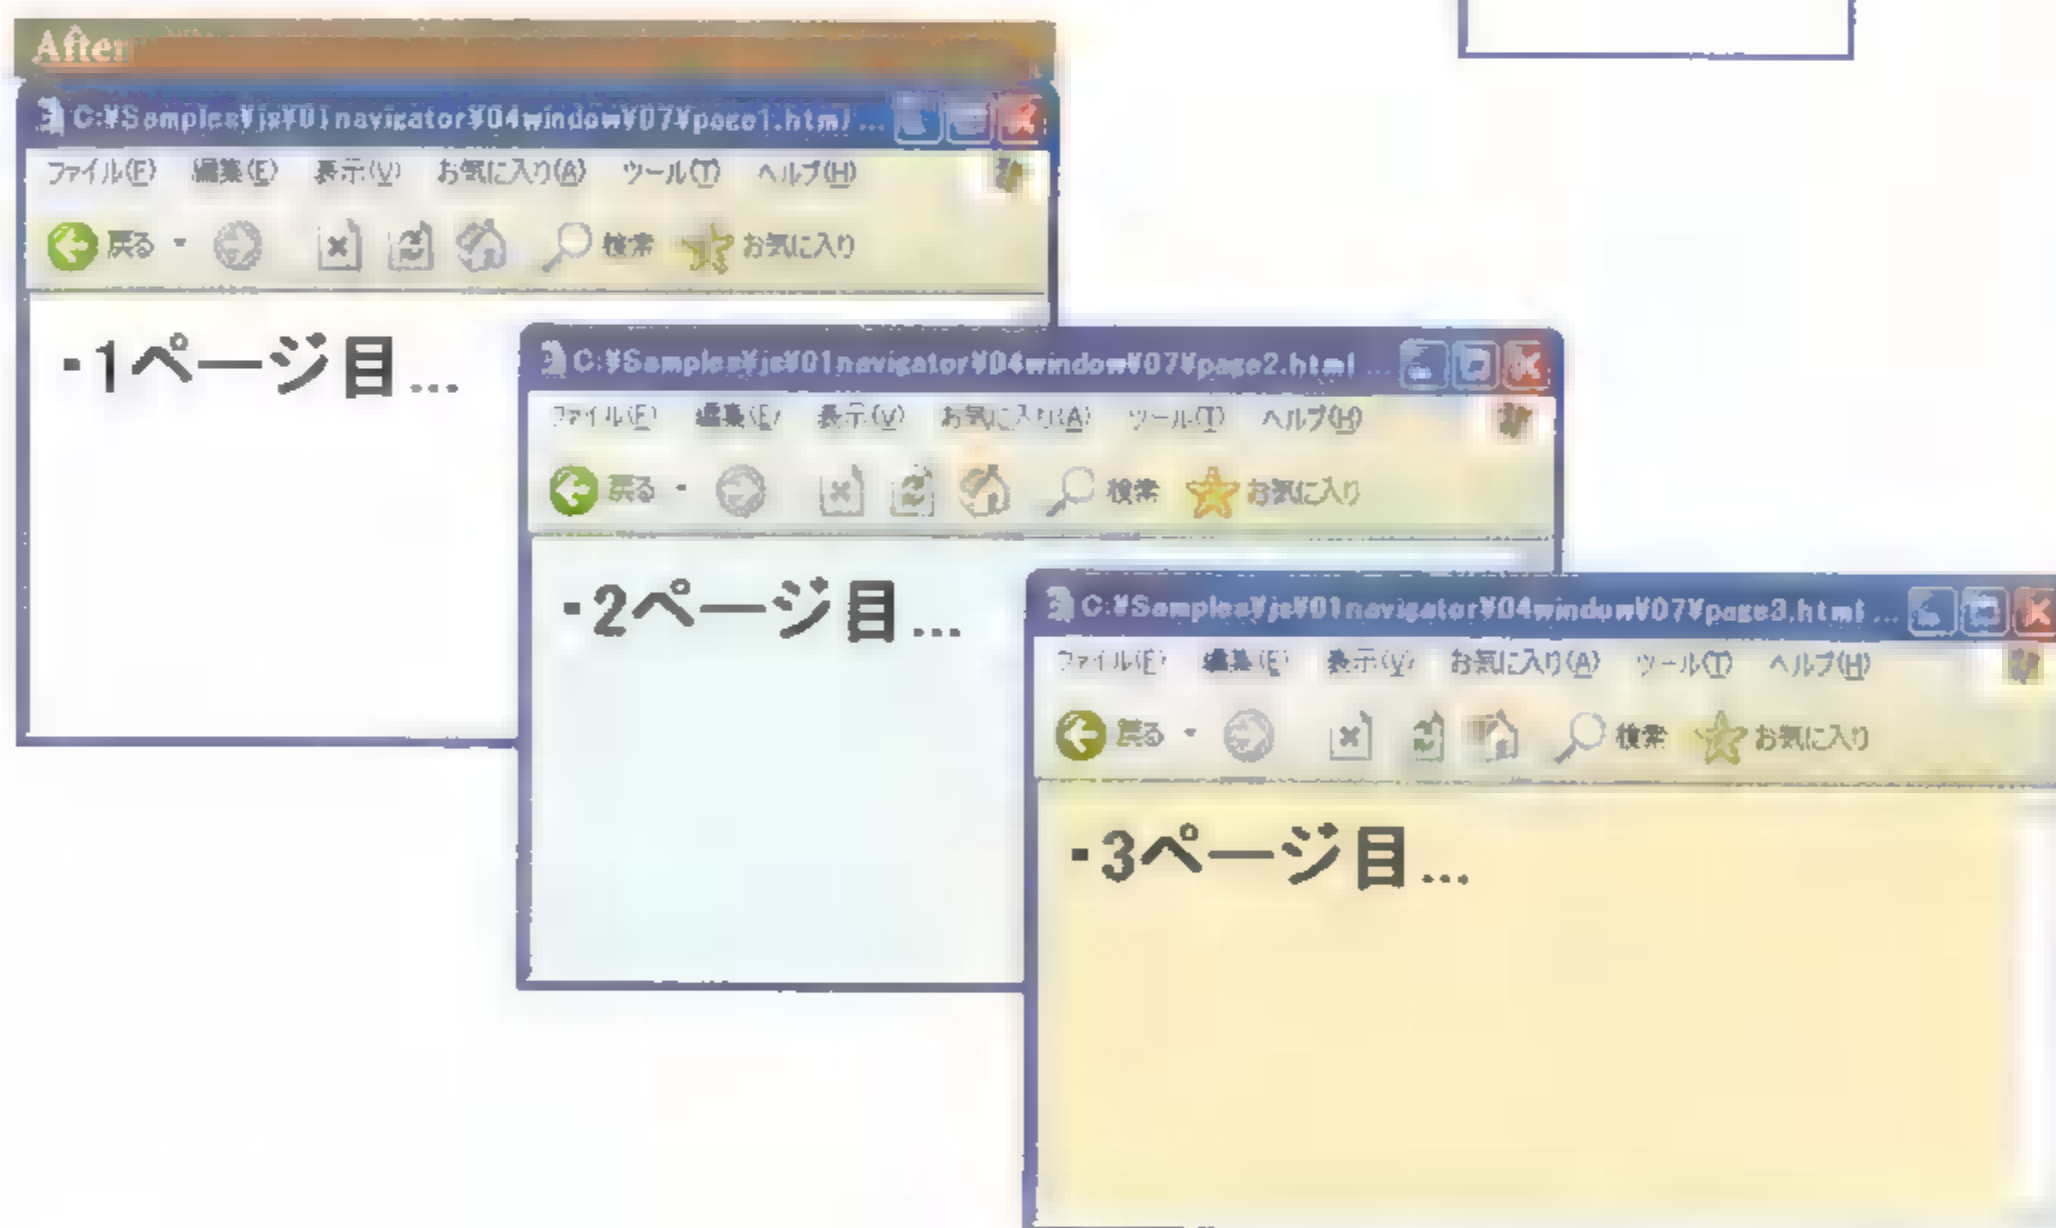 After
C:¥Samples¥js¥01navigator¥04window¥07¥page1.html ...
ファイル(F) 編集(E) 表示(V) お気に入り(A) ツール(T) ヘルプ(H)
戻る 検索 お気に入り
・1ページ目...
C:¥Samples¥js¥01navigator¥04window¥07¥page2.html ...
ファイル(F) 編集(E) 表示(V) お気に入り(A) ツール(T) ヘルプ(H)
戻る 検索 お気に入り
・2ページ目...
C:¥Samples¥js¥01navigator¥04window¥07¥page3.html ...
ファイル(F) 編集(E) 表示(V) お気に入り(A) ツール(T) ヘルプ(H)
戻る 検索 お気に入り
・3ページ目...